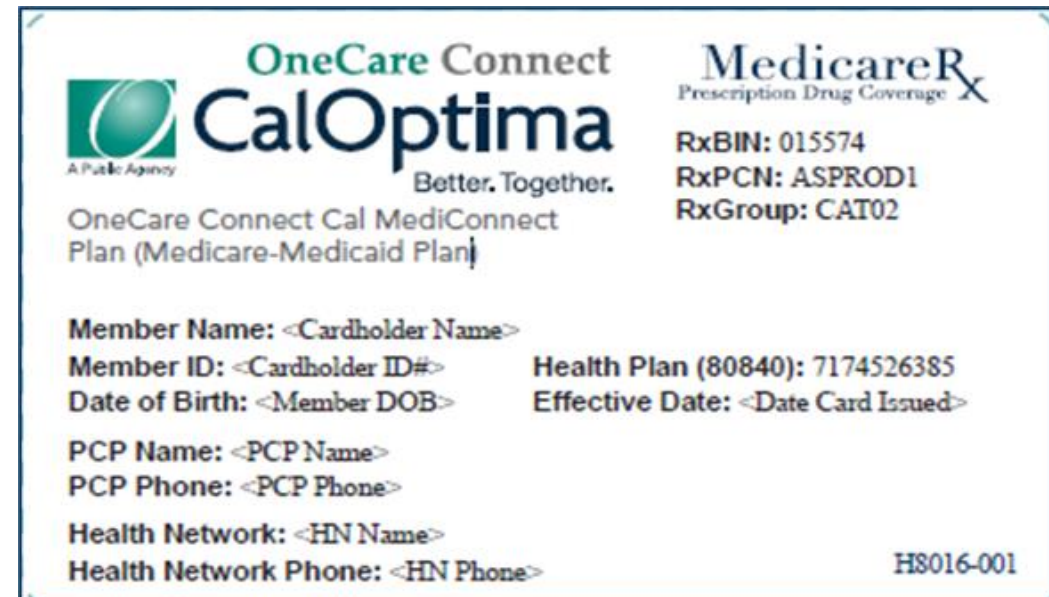 OneCare Connect
CalOptima
A Public Agency
Better. Together.
OneCare Connect Cal MediConnect
Plan (Medicare-Medicaid Plan)
MedicareRx
Prescription Drug Coverage
RxBIN: 015574
RxPCN: ASPROD1
RxGroup: CAT02
Member Name: <Cardholder Name>
Member ID: <Cardholder ID#>
Health Plan (80840): 7174526385
Date of Birth: <Member DOB>
Effective Date: <Date Card Issued>
PCP Name: <PCP Name>
PCP Phone: <PCP Phone>
Health Network: <HN Name>
Health Network Phone: <HN Phone>
H8016-001